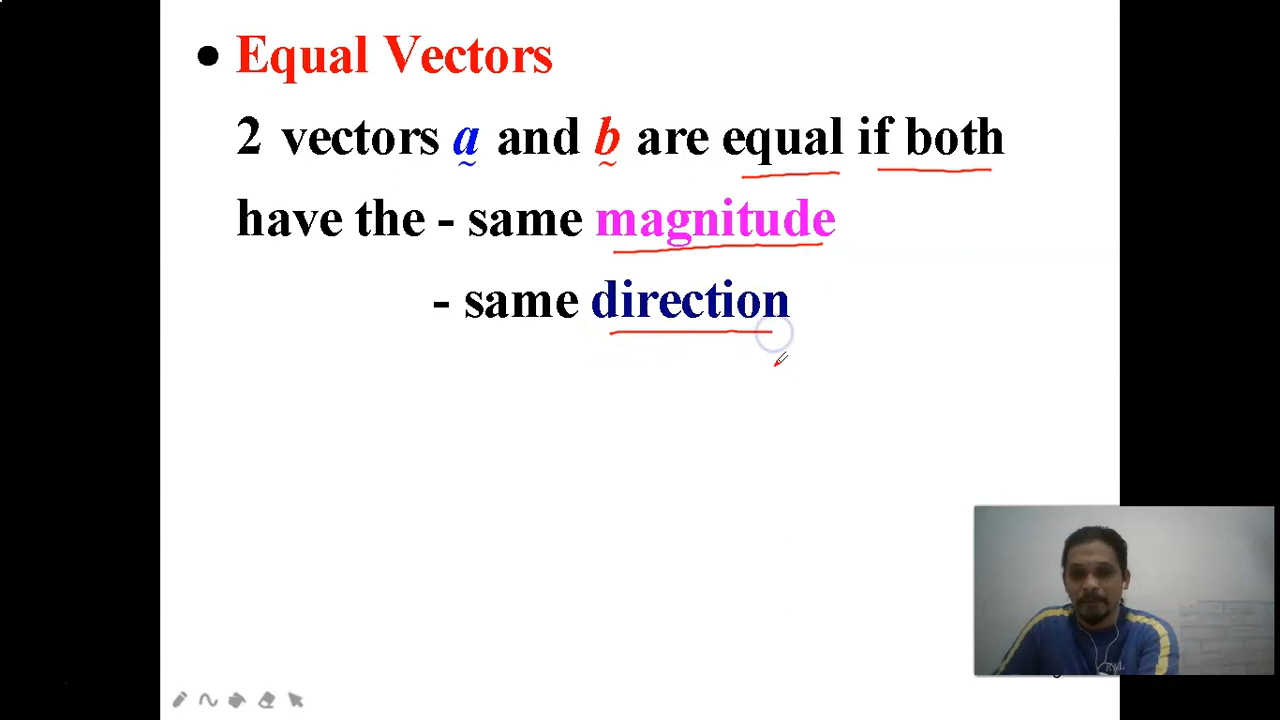 • Equal Vectors
2 vectors a and b are equal if both
have the - same magnitude
- same direction